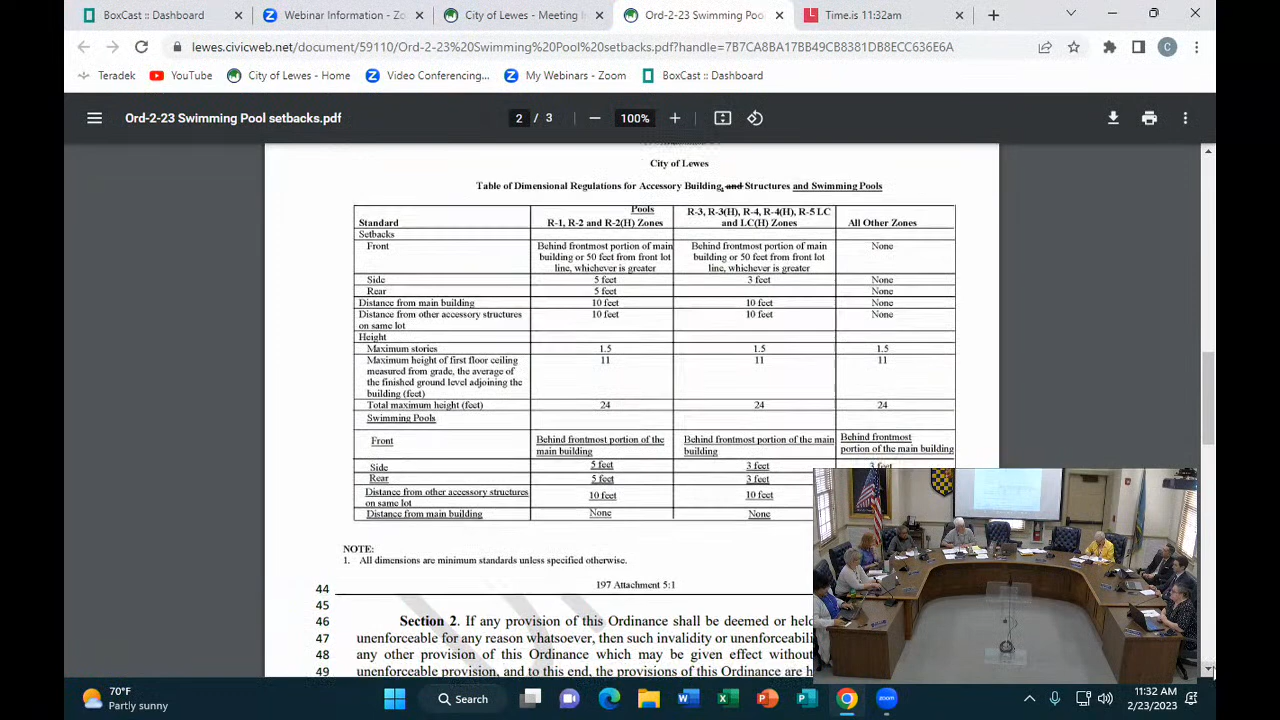 BoxCast :: Dashboard
Webinar Information - Zo
City of Lewes - Meeting I
Ord-2-23 Swimming Pool se
Time.is 11:32am
lewes.civicweb.net/document/59110/Ord-2-23%20Swimming%20Pool%20setbacks.pdf?handle=7B7CA8BA17BB49CB8381DB8ECC636E6A
C
Teradek
YouTube
City of Lewes - Home
Video Conferencing...
My Webinars - Zoom
BoxCast :: Dashboard
Ord-2-23 Swimming Pool setbacks.pdf
2 / 3
100%
City of Lewes
Table of Dimensional Regulations for Accessory Building, and Structures and Swimming Pools
Standard
Pools
R-1, R-2 and R-2(H) Zones
R-3, R-3(H), R-4, R-4(H), R-5 LC
and LC(H) Zones
All Other Zones
Setbacks
Front
Behind frontmost portion of main
building or 50 feet from front lot
line, whichever is greater
Behind frontmost portion of main
building or 50 feet from front lot
line, whichever is greater
None
Side 5 feet 3 feet None
Rear 5 feet None
Distance from main building 10 feet 10 feet None
Distance from other accessory structures
on same lot
10 feet 10 feet None
Height
Maximum stories 1.5 1.5 1.5
Maximum height of first floor ceiling
measured from grade, the average of
the finished ground level adjoining the
building (feet)
11 11 11
Total maximum height (feet) 24 24 24
Swimming Pools
Front
Behind frontmost portion of the
main building
Behind frontmost portion of the main
building
Behind frontmost
portion of the main building
Side 5 feet 3 feet 3 feet
Rear 5 feet 3 feet
Distance from other accessory structures
on same lot
10 feet 10 feet
Distance from main building None None
NOTE:
1. All dimensions are minimum standards unless specified otherwise.
197 Attachment 5:1
44
45
46 Section 2. If any provision of this Ordinance shall be deemed or held
47 unenforceable for any reason whatsoever, then such invalidity or unenforceabili
48 any other provision of this Ordinance which may be given effect without
49 unenforceable provision, and to this end, the provisions of this Ordinance are h
70°F
Partly sunny
Search
zoom
11:32 AM
2/23/2023